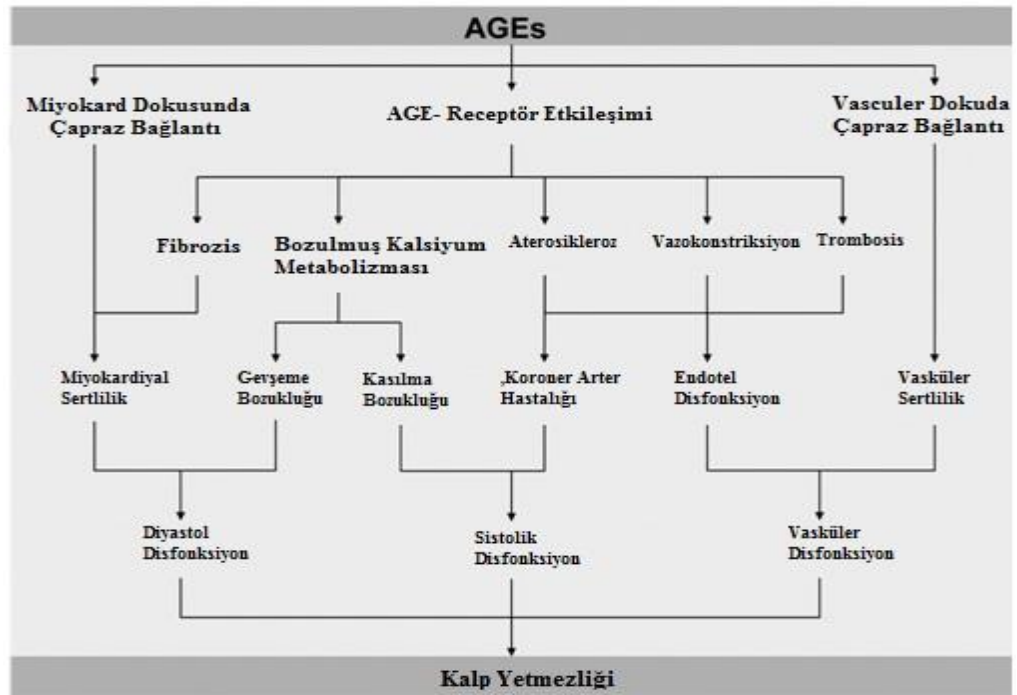 AGEs
Miyokard Dokusunda
Çapraz Bağlantı
AGE- Receptör Etkileşimi
Vasculer Dokuda
Çapraz Bağlantı
Fibrozis
Bozulmuş Kalsiyum
Metabolizması
Aterosikleroz
Vazokonstriksiyon
Trombosis
Miyokardiyal
Sertlilik
Gevşeme
Bozukluğu
Kasılma
Bozukluğu
,Koroner Arter
Hastalığı
Endotel
Disfonksiyon
Vasküler
Sertlilik
Diyastol
Disfonksiyon
Sistolik
Disfonksiyon
Vasküler
Disfonksiyon
Kalp Yetmezliği